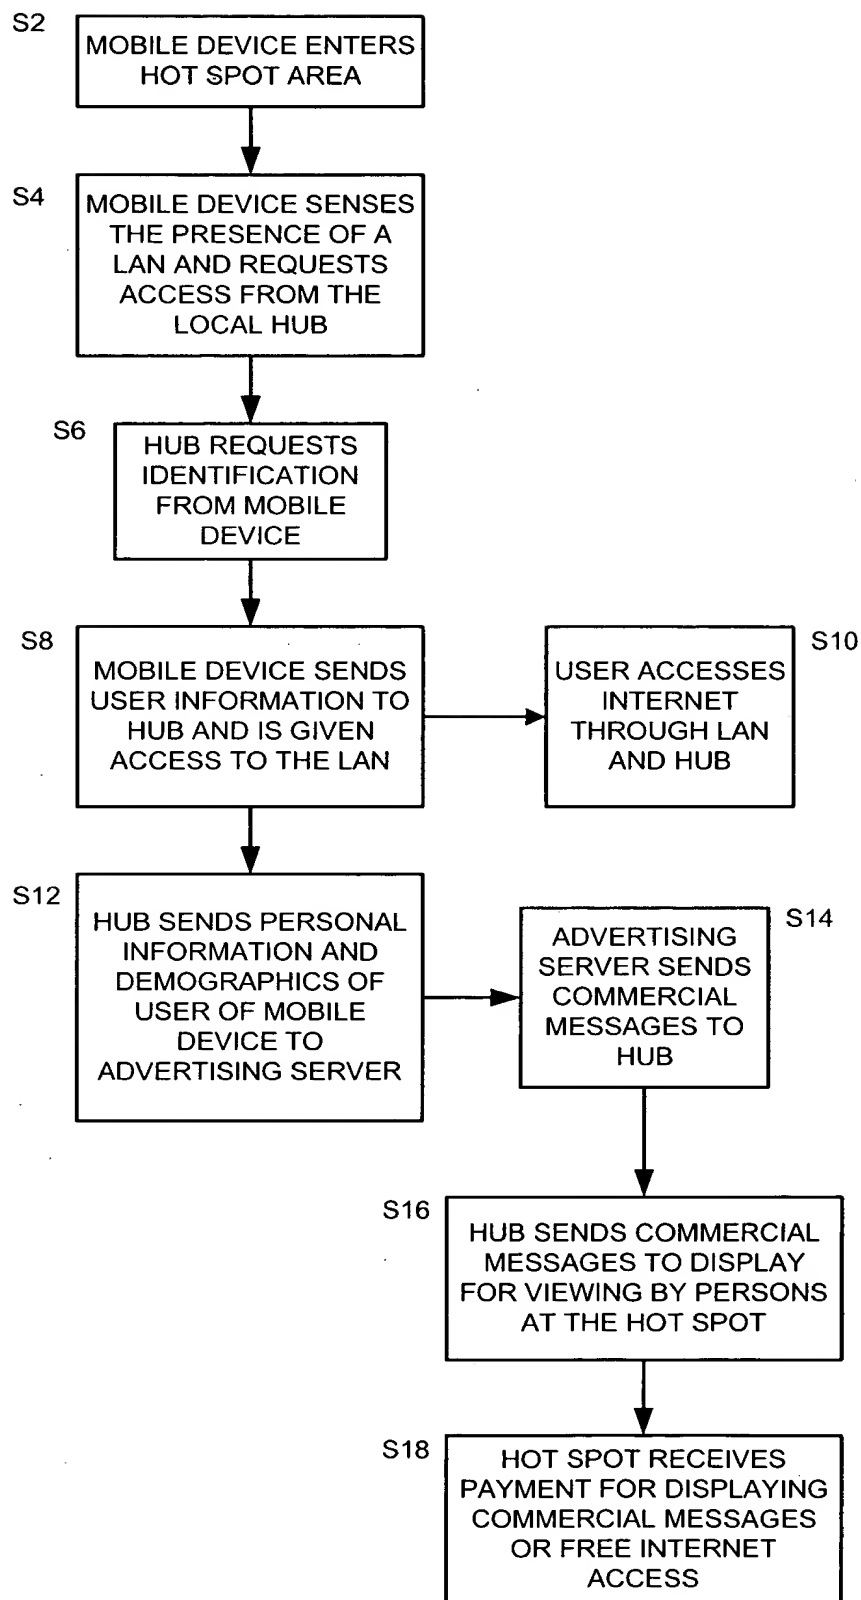 S2
MOBILE DEVICE ENTERS
HOT SPOT AREA
S4
MOBILE DEVICE SENSES
THE PRESENCE OF A
LAN AND REQUESTS
ACCESS FROM THE
LOCAL HUB
S6
HUB REQUESTS
IDENTIFICATION
FROM MOBILE
DEVICE
S8
MOBILE DEVICE SENDS
USER INFORMATION TO
HUB AND IS GIVEN
ACCESS TO THE LAN
S10
USER ACCESSES
INTERNET
THROUGH LAN
AND HUB
S12
HUB SENDS PERSONAL
INFORMATION AND
DEMOGRAPHICS OF
USER OF MOBILE
DEVICE TO
ADVERTISING SERVER
S14
ADVERTISING
SERVER SENDS
COMMERCIAL
MESSAGES TO
HUB
S16
HUB SENDS COMMERCIAL
MESSAGES TO DISPLAY
FOR VIEWING BY PERSONS
AT THE HOT SPOT
S18
HOT SPOT RECEIVES
PAYMENT FOR DISPLAYING
COMMERCIAL MESSAGES
OR FREE INTERNET
ACCESS